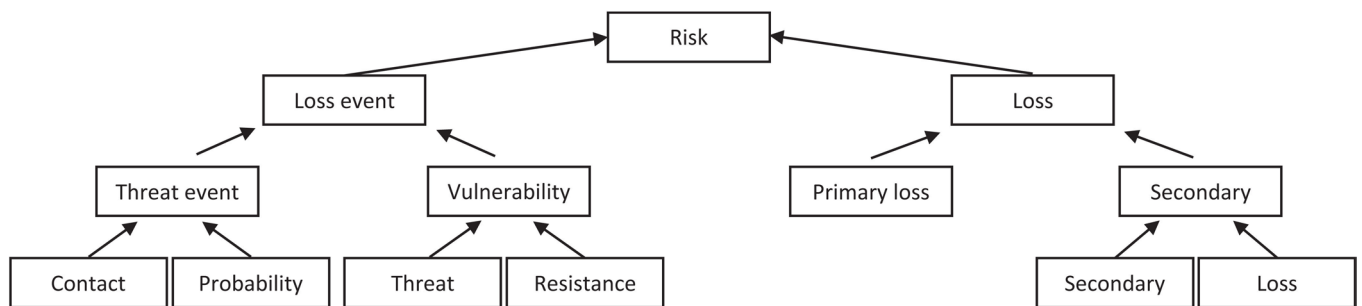 Risk
Loss event
Loss
Threat event
Vulnerability
Primary loss
Secondary
Contact
Probability
Threat
Resistance
Secondary
Loss